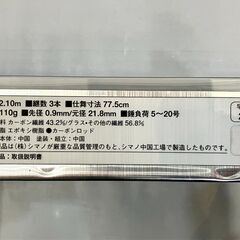 2.10m ■継数 3本 ■仕舞寸法 77.5cm
110g ■先径 0.9mm/元径 21.8mm ■錘負荷 5～20号
料 カーボン繊維 43.2%/グラス・その他の繊維 56.8%
脂 エポキシ樹脂 ●カーボンロッド
本体：中国 塗装・組立：中国
製品は(株)シマノが厳重な品質管理のもと、シマノ中国工場で製造したものです。
品：取扱説明書